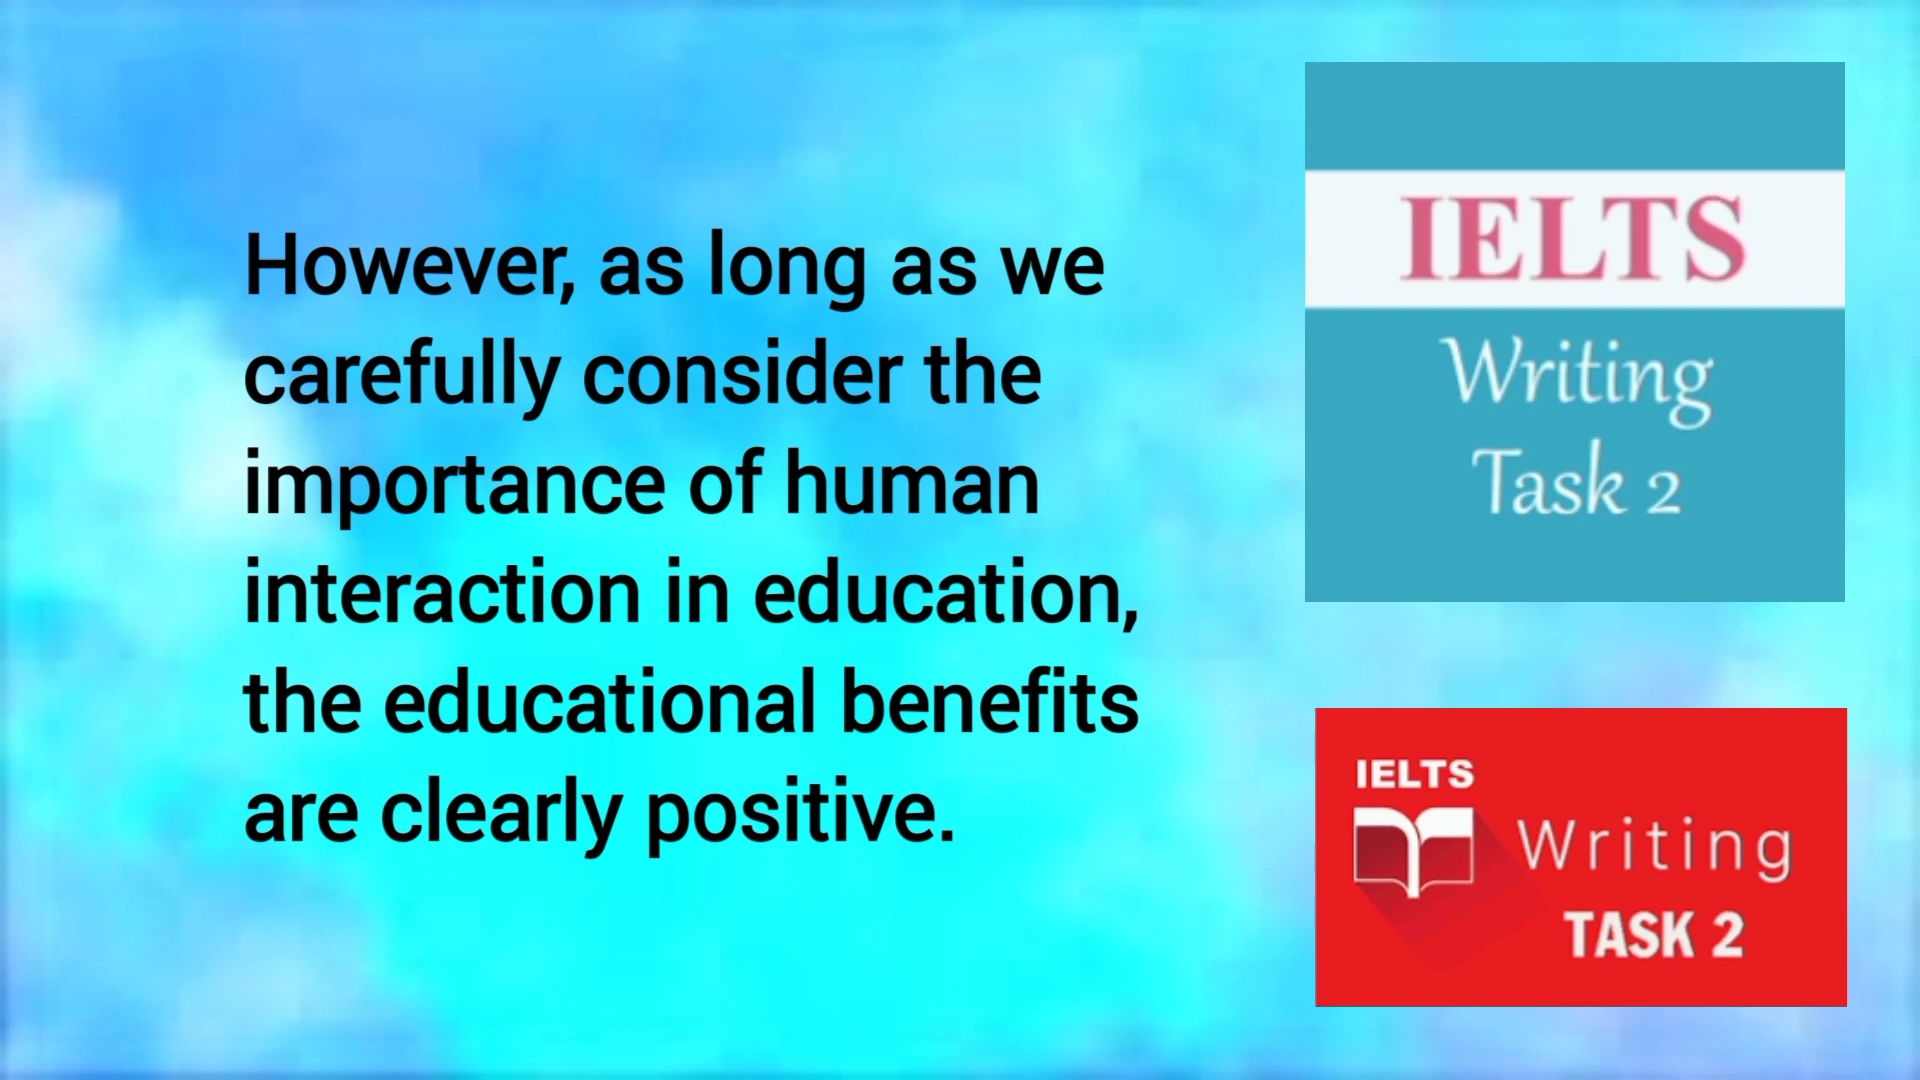 However, as long as we
carefully consider the
importance of human
interaction in education,
the educational benefits
are clearly positive.
IELTS
Writing
Task 2
IELTS
Writing
TASK 2